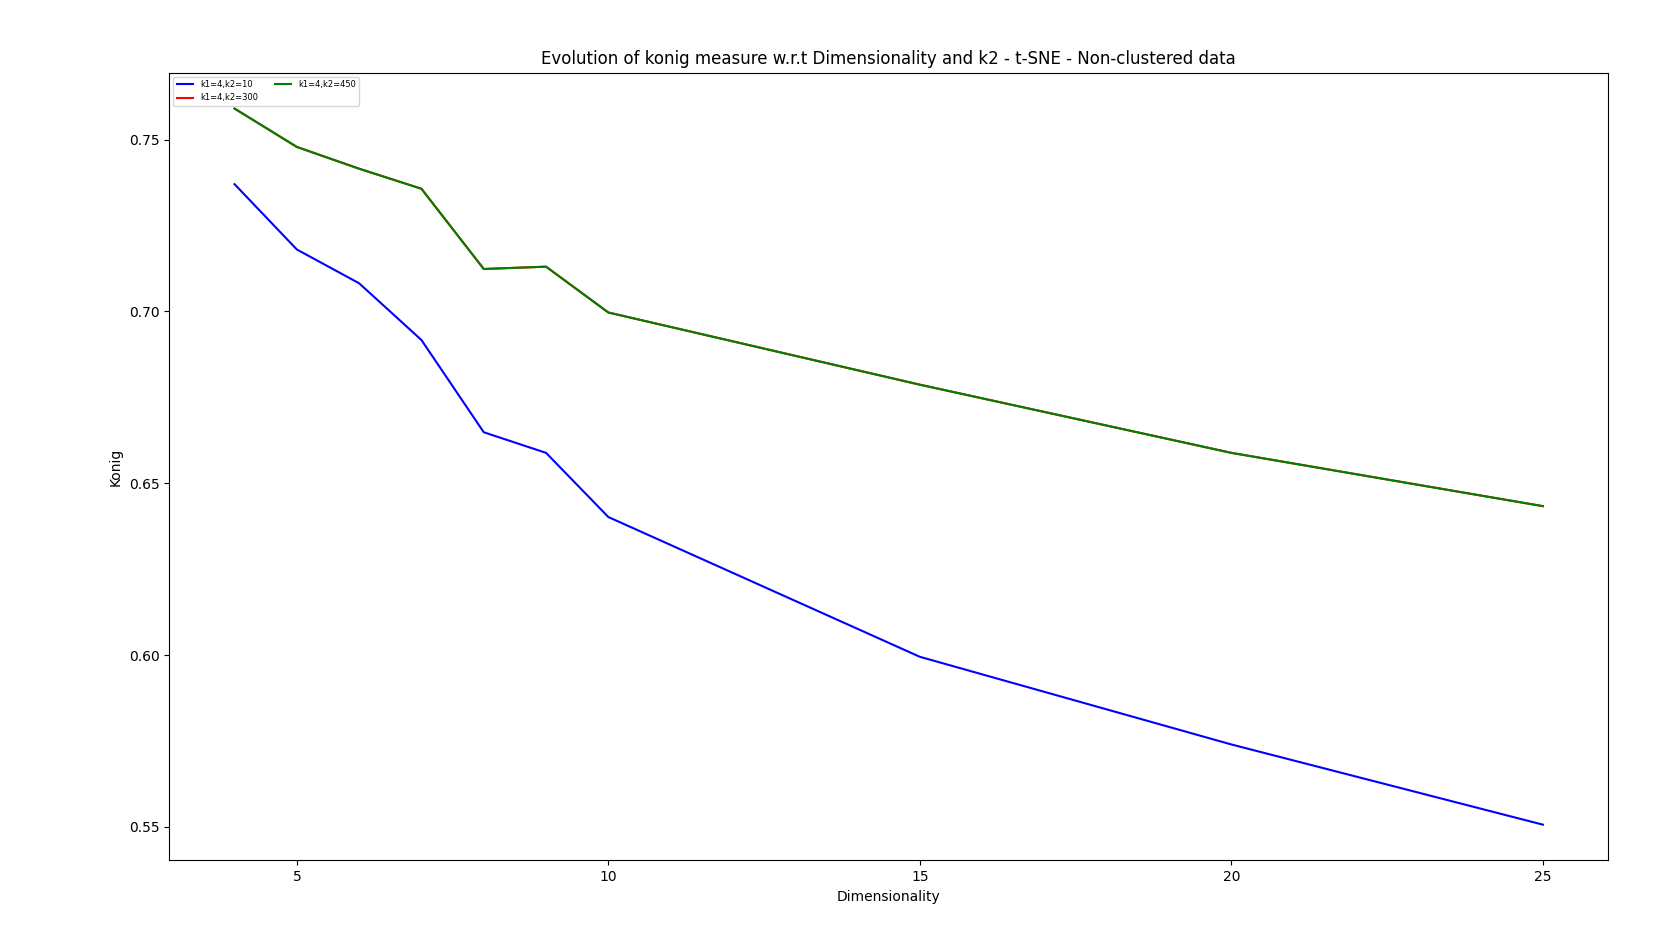 Evolution of konig measure w.r.t Dimensionality and k2 - t-SNE - Non-clustered data
k1=4,k2=10
k1=4,k2=300
k1=4,k2=450
Konig
0.75
0.70
0.65
0.60
0.55
5
10
15
20
25
Dimensionality